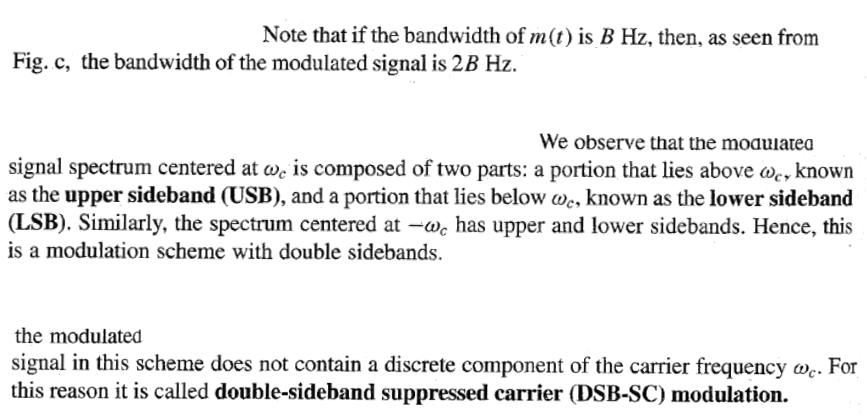 Note that if the bandwidth of m(t) is B Hz, then, as seen from
Fig. c, the bandwidth of the modulated signal is 2B Hz.
We observe that the modulated
signal spectrum centered at ωc is composed of two parts: a portion that lies above ωc, known
as the upper sideband (USB), and a portion that lies below ωc, known as the lower sideband
(LSB). Similarly, the spectrum centered at −ωc has upper and lower sidebands. Hence, this
is a modulation scheme with double sidebands.
the modulated
signal in this scheme does not contain a discrete component of the carrier frequency ωc. For
this reason it is called double-sideband suppressed carrier (DSB-SC) modulation.